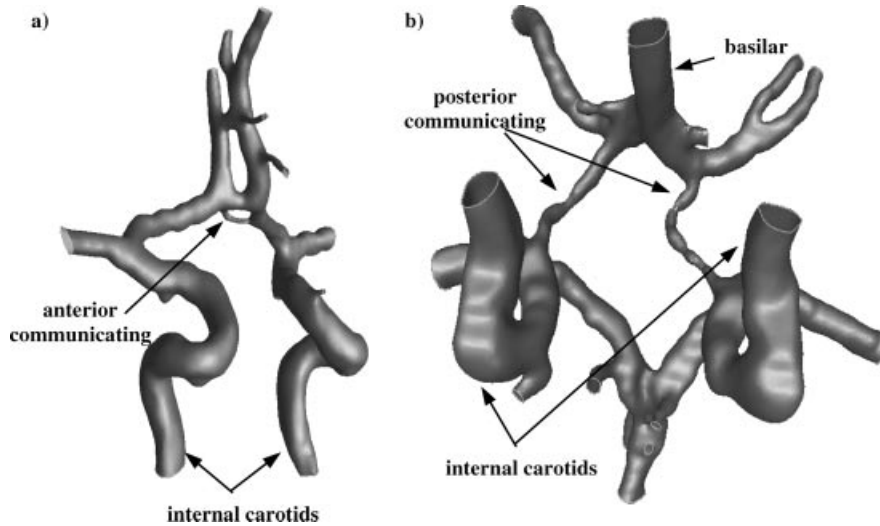 a)
anterior
communicating
internal carotids
b)
basilar
posterior
communicating
internal carotids